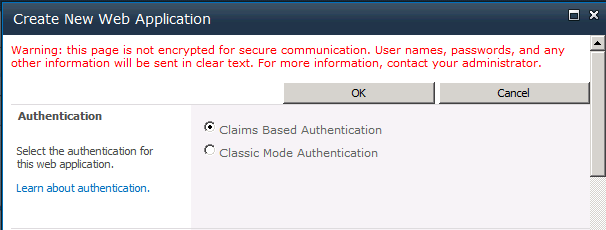 Create New Web Application
Warning: this page is not encrypted for secure communication. User names, passwords, and any
other information will be sent in clear text. For more information, contact your administrator.
OK
Cancel
Authentication
Select the authentication for
this web application.
Learn about authentication.
Claims Based Authentication
Classic Mode Authentication